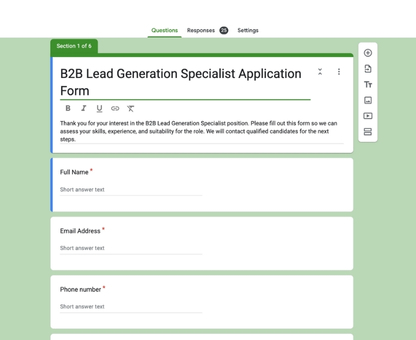 Questions Responses 25 Settings
Section 1 of 6
B2B Lead Generation Specialist Application
Form
B I U
Thank you for your interest in the B2B Lead Generation Specialist position. Please fill out this form so we can
assess your skills, experience, and suitability for the role. We will contact qualified candidates for the next
steps.
Tt
Full Name *
Short answer text
Email Address *
Short answer text
Phone number *
Short answer text